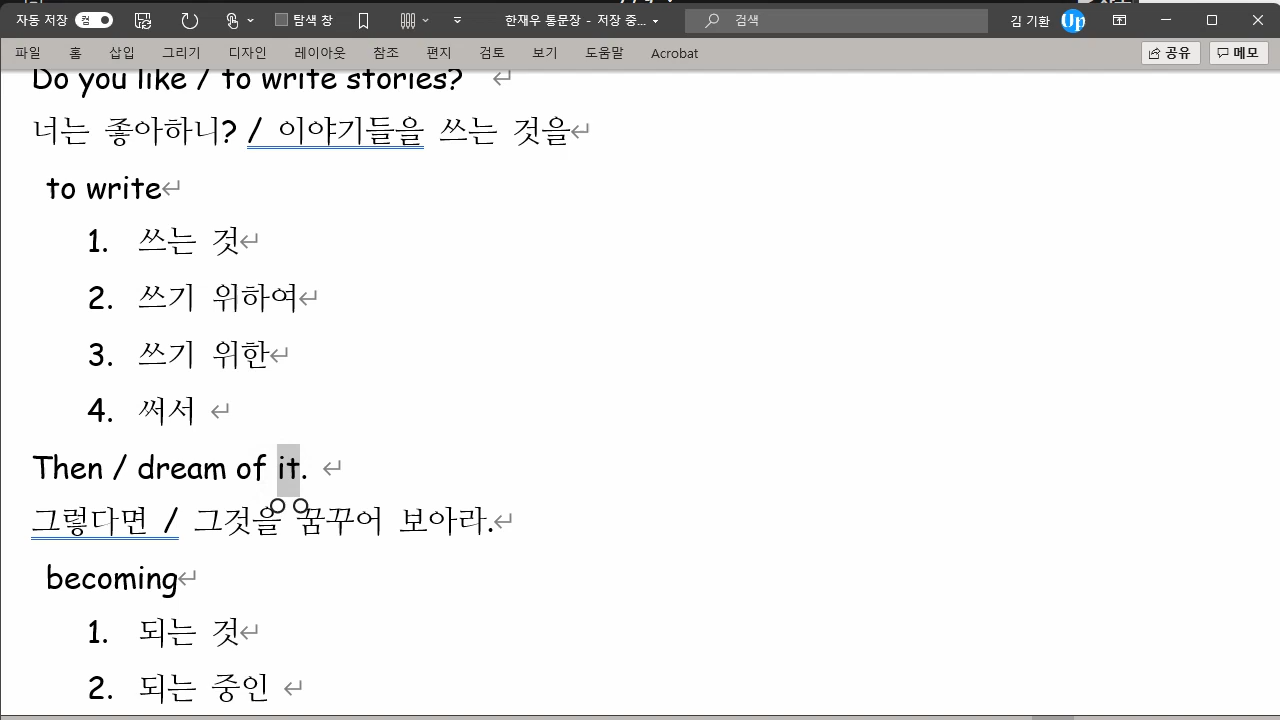 자동 저장 컴 탐색 창 한재우 통문장 - 저장 중... 검색 김 기환 Up
파일 홈 삽입 그리기 디자인 레이아웃 참조 편지 검토 보기 도움말 Acrobat 공유 메모
Do you like / to write stories?
너는 좋아하니? / 이야기들을 쓰는 것을
to write
1. 쓰는 것
2. 쓰기 위하여
3. 쓰기 위한
4. 써서
Then / dream of it.
그렇다면 / 그것을 꿈꾸어 보아라.
becoming
1. 되는 것
2. 되는 중인